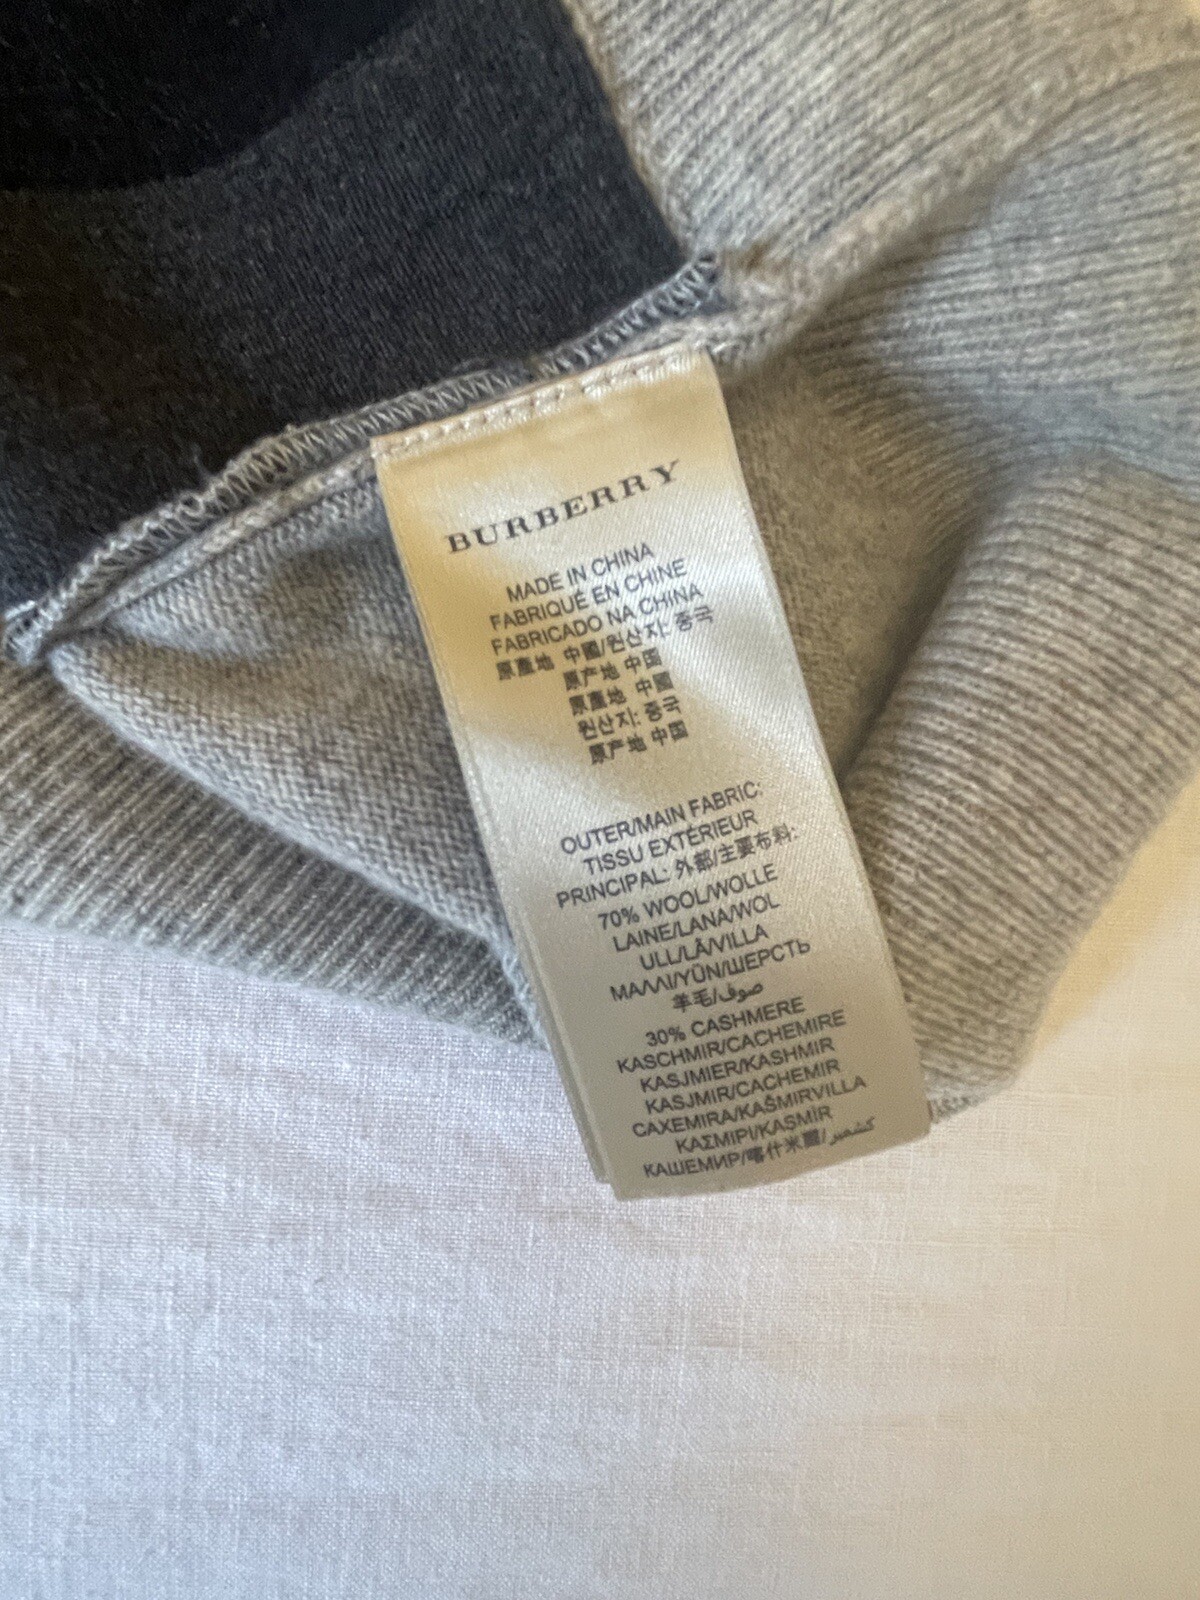 BURBERRY
MADE IN CHINA
FABRIQUÉ EN CHINE
FABRICADO NA CHINA
原產地 中國/원산지: 중국
原产地 中国
原產地 中國
원산지: 중국
原产地 中国
OUTER/MAIN FABRIC:
TISSU EXTÉRIEUR
PRINCIPAL: 外部/主要布料:
70% WOOL/WOLLE
LAINE/LANA/WOL
ULL/LÃ/VILLA
ΜΑΛΛΙ/YÜN/ШЕРСТЬ
羊毛/صوف
30% CASHMERE
KASCHMIR/CACHEMIRE
KASJMIER/KASHMIR
KASJMIR/CACHEMIR
CAXEMIRA/KAŠMIRVILLA
ΚΑΣΜΙΡΙ/KAŞMİR
КАШЕМИР/喀什米爾/كشمير